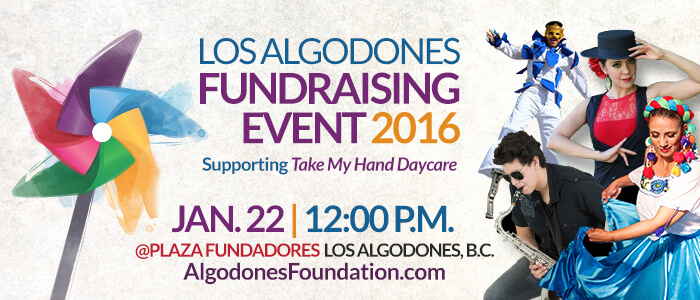 LOS ALGODONES
FUNDRAISING
EVENT 2016
Supporting Take My Hand Daycare
JAN. 22 | 12:00 P.M.
@PLAZA FUNDADORES LOS ALGODONES, B.C.
AlgodonesFoundation.com